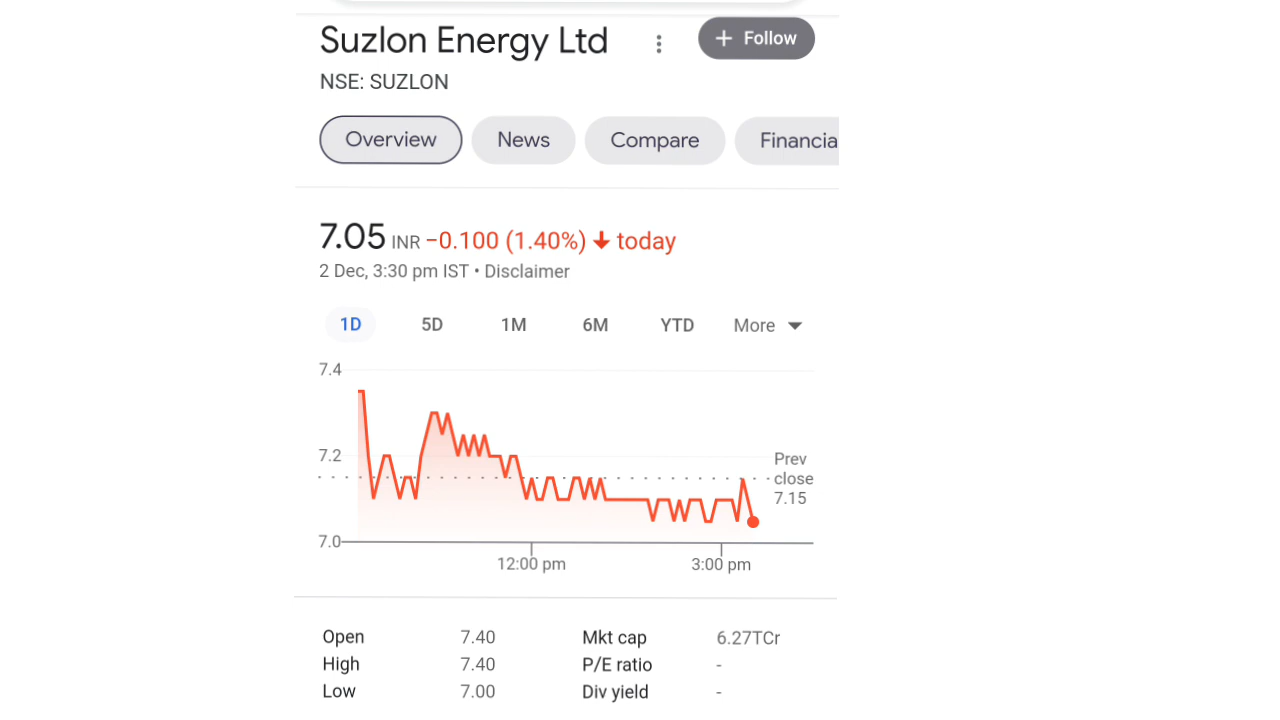 Suzlon Energy Ltd
+ Follow
NSE: SUZLON
Overview News Compare Financia
7.05 INR −0.100 (1.40%) ↓ today
2 Dec, 3:30 pm IST • Disclaimer
1D 5D 1M 6M YTD More
7.4
7.2
Prev
close
7.15
7.0
12:00 pm 3:00 pm
Open 7.40 Mkt cap 6.27TCr
High 7.40 P/E ratio -
Low 7.00 Div yield -